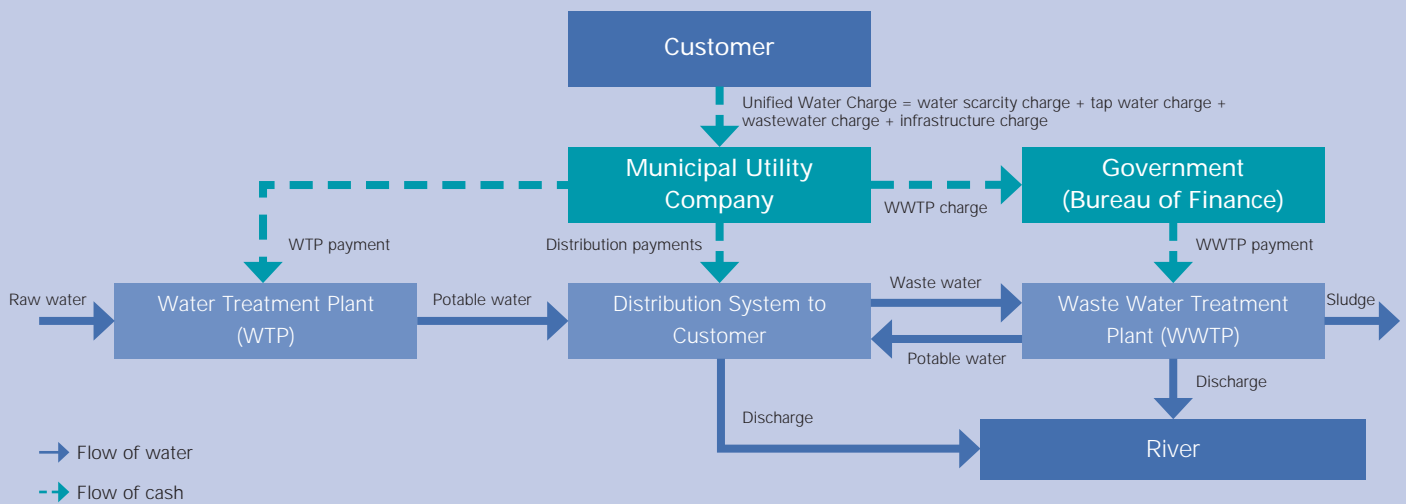 Customer
Unified Water Charge = water scarcity charge + tap water charge +
wastewater charge + infrastructure charge
Municipal Utility
Company
Government
(Bureau of Finance)
WWTP charge
WTP payment
Distribution payments
WWTP payment
Raw water
Water Treatment Plant
(WTP)
Potable water
Distribution System to
Customer
Waste water
Potable water
Waste Water Treatment
Plant (WWTP)
Sludge
Discharge
Discharge
River
Flow of water
Flow of cash